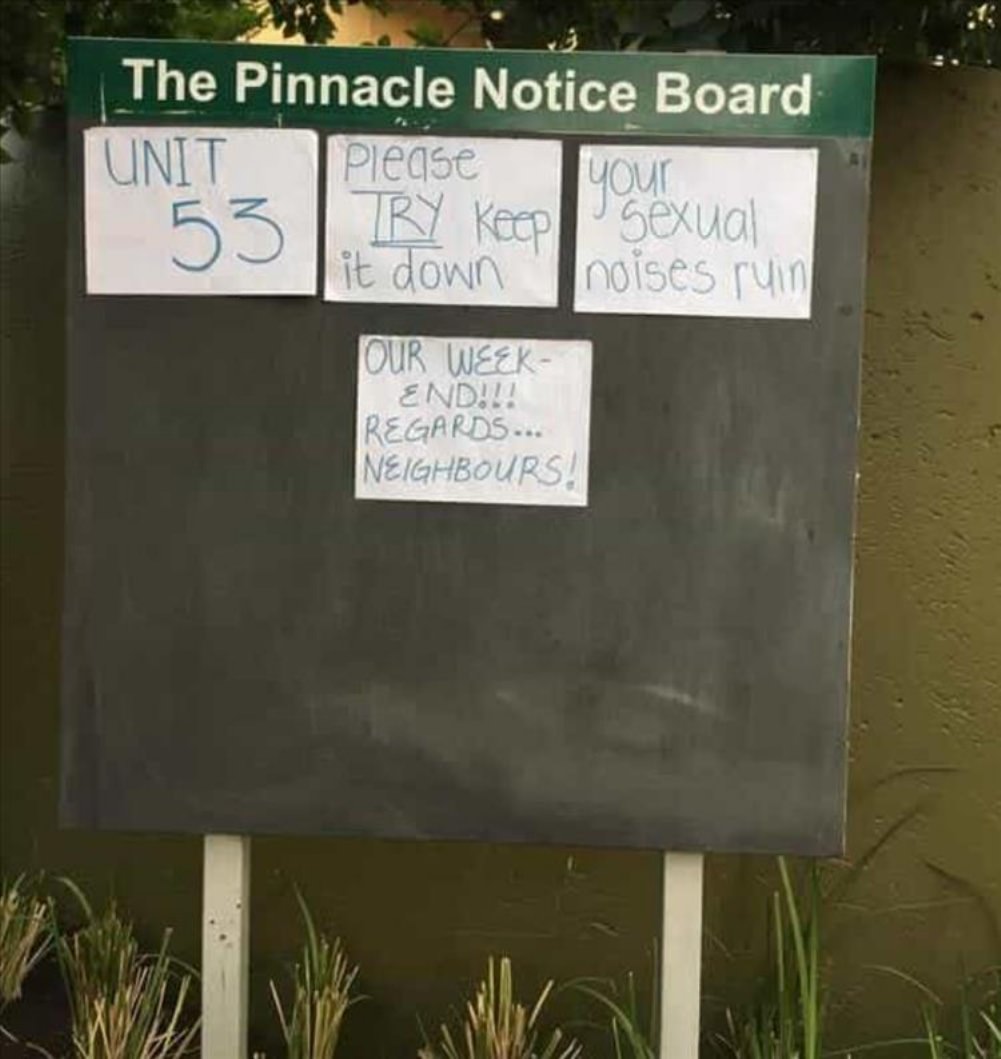 The Pinnacle Notice Board
UNIT
53
Please
TRY keep
it down
your
sexual
noises ruin
OUR WEEK-
END!!!
REGARDS...
NEIGHBOURS!